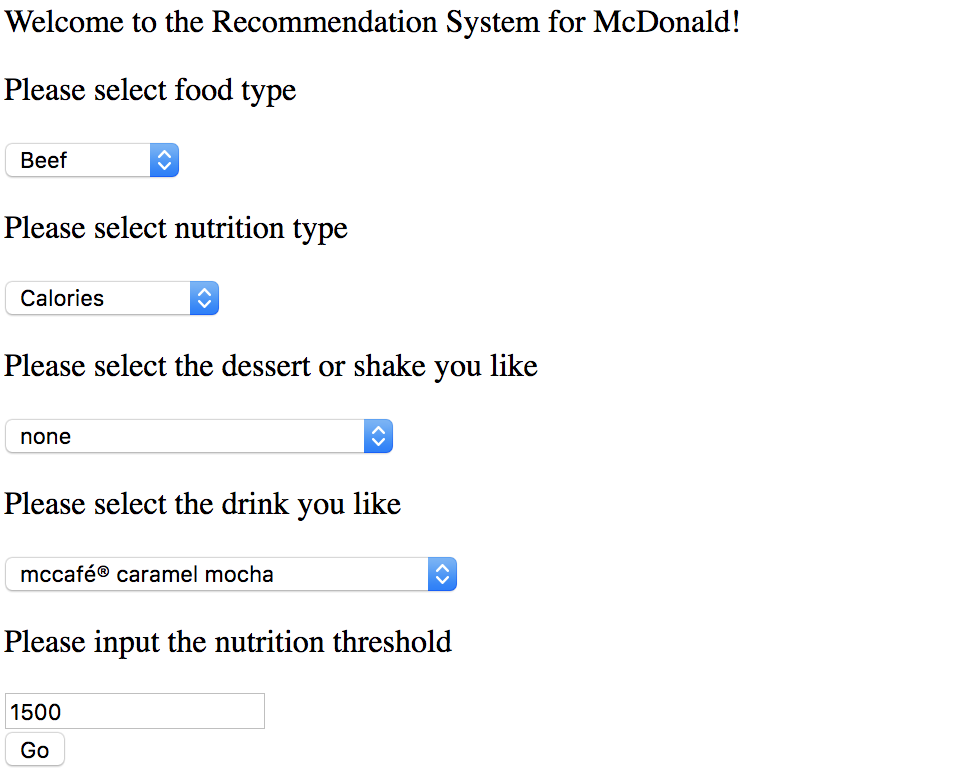 Welcome to the Recommendation System for McDonald!
Please select food type
Beef
Please select nutrition type
Calories
Please select the dessert or shake you like
none
Please select the drink you like
mccafé® caramel mocha
Please input the nutrition threshold
1500
Go